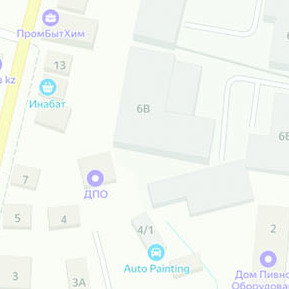 ПромБытХим
kz
13
Инабат
6В
6
ДПО
7
5
4
4/1
2
Auto Painting
Дом Пивно
Оборудова
3
3А